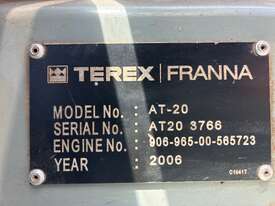 TEREX | FRANNA
MODEL No. : AT-20
SERIAL No. : AT20 3766
ENGINE No. : 906-965-00-565723
YEAR : 2006